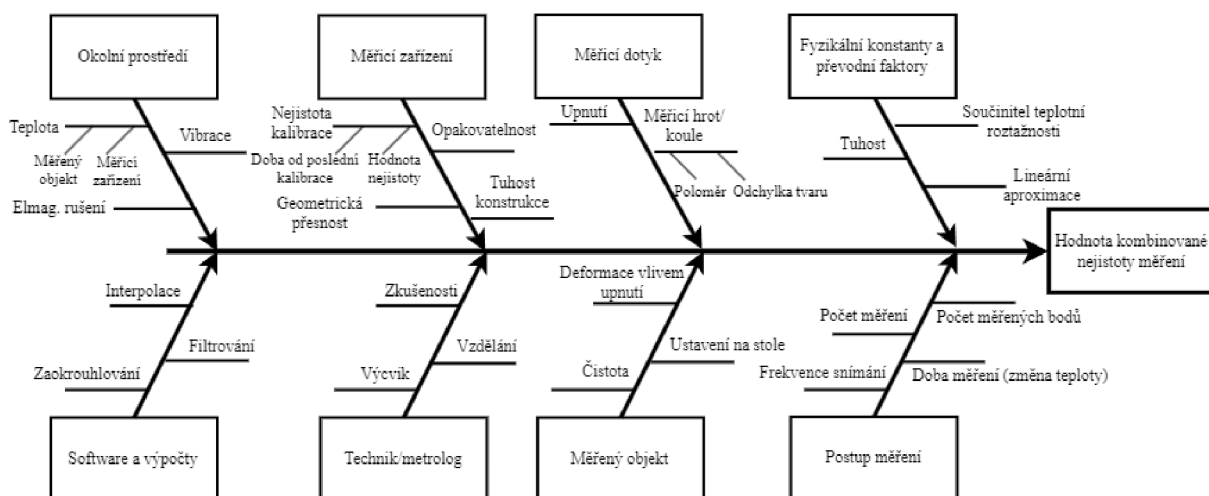 Okolní prostředí
Měřicí zařízení
Měřicí dotyk
Fyzikální konstanty a
převodní faktory
Teplota
Měřený
objekt
Měřici
zařízení
Vibrace
Elmag. rušení
Nejistota
kalibrace
Doba od poslední
kalibrace
Hodnota
nejistoty
Opakovatelnost
Geometrická
přesnost
Tuhost
konstrukce
Upnutí
Měřicí hrot/
koule
Poloměr
Odchylka tvaru
Součinitel teplotní
roztažnosti
Tuhost
Lineární
aproximace
Hodnota kombinované
nejistoty měření
Interpolace
Filtrování
Zaokrouhlování
Zkušenosti
Vzdělání
Výcvik
Deformace vlivem
upnutí
Ustavení na stole
Čistota
Počet měřených bodů
Počet měření
Doba měření (změna teploty)
Frekvence snímání
Software a výpočty
Technik/metrolog
Měřený objekt
Postup měření